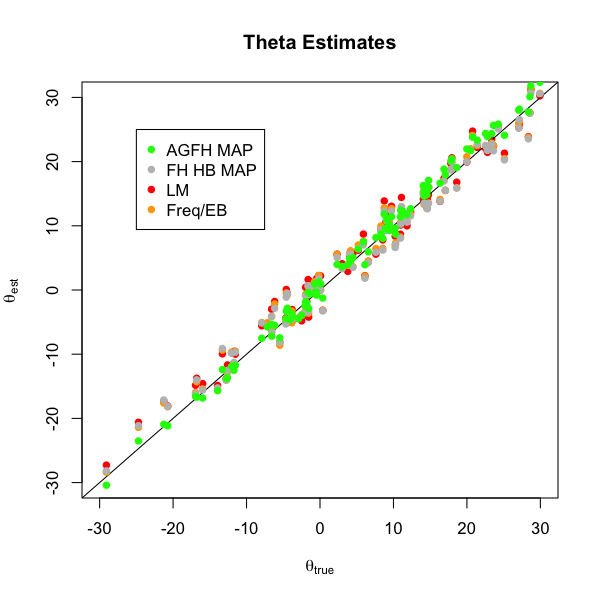 Theta Estimates
30
20
10
0
-10
-20
-30
θest
AGFH MAP
FH HB MAP
LM
Freq/EB
-30 -20 -10 0 10 20 30
θtrue